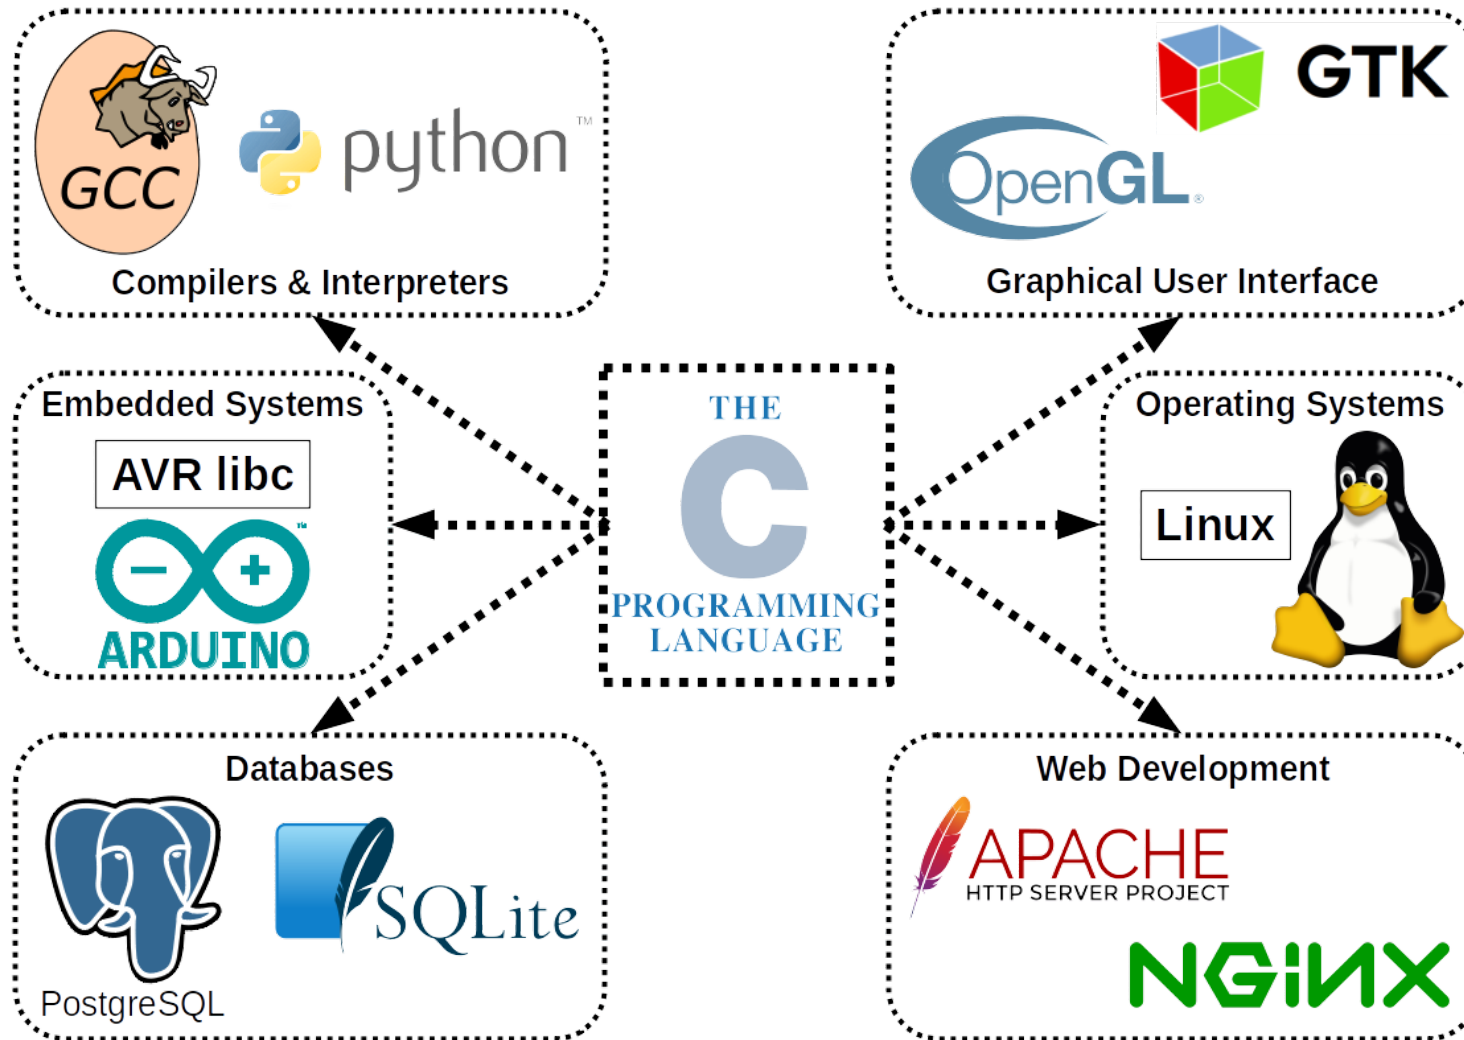 GCC
python™
Compilers & Interpreters
GTK
OpenGL®
Graphical User Interface
Embedded Systems
AVR libc
ARDUINO™
THE
C
PROGRAMMING
LANGUAGE
Operating Systems
Linux
Databases
PostgreSQL
SQLite
Web Development
APACHE
HTTP SERVER PROJECT
NGiNX